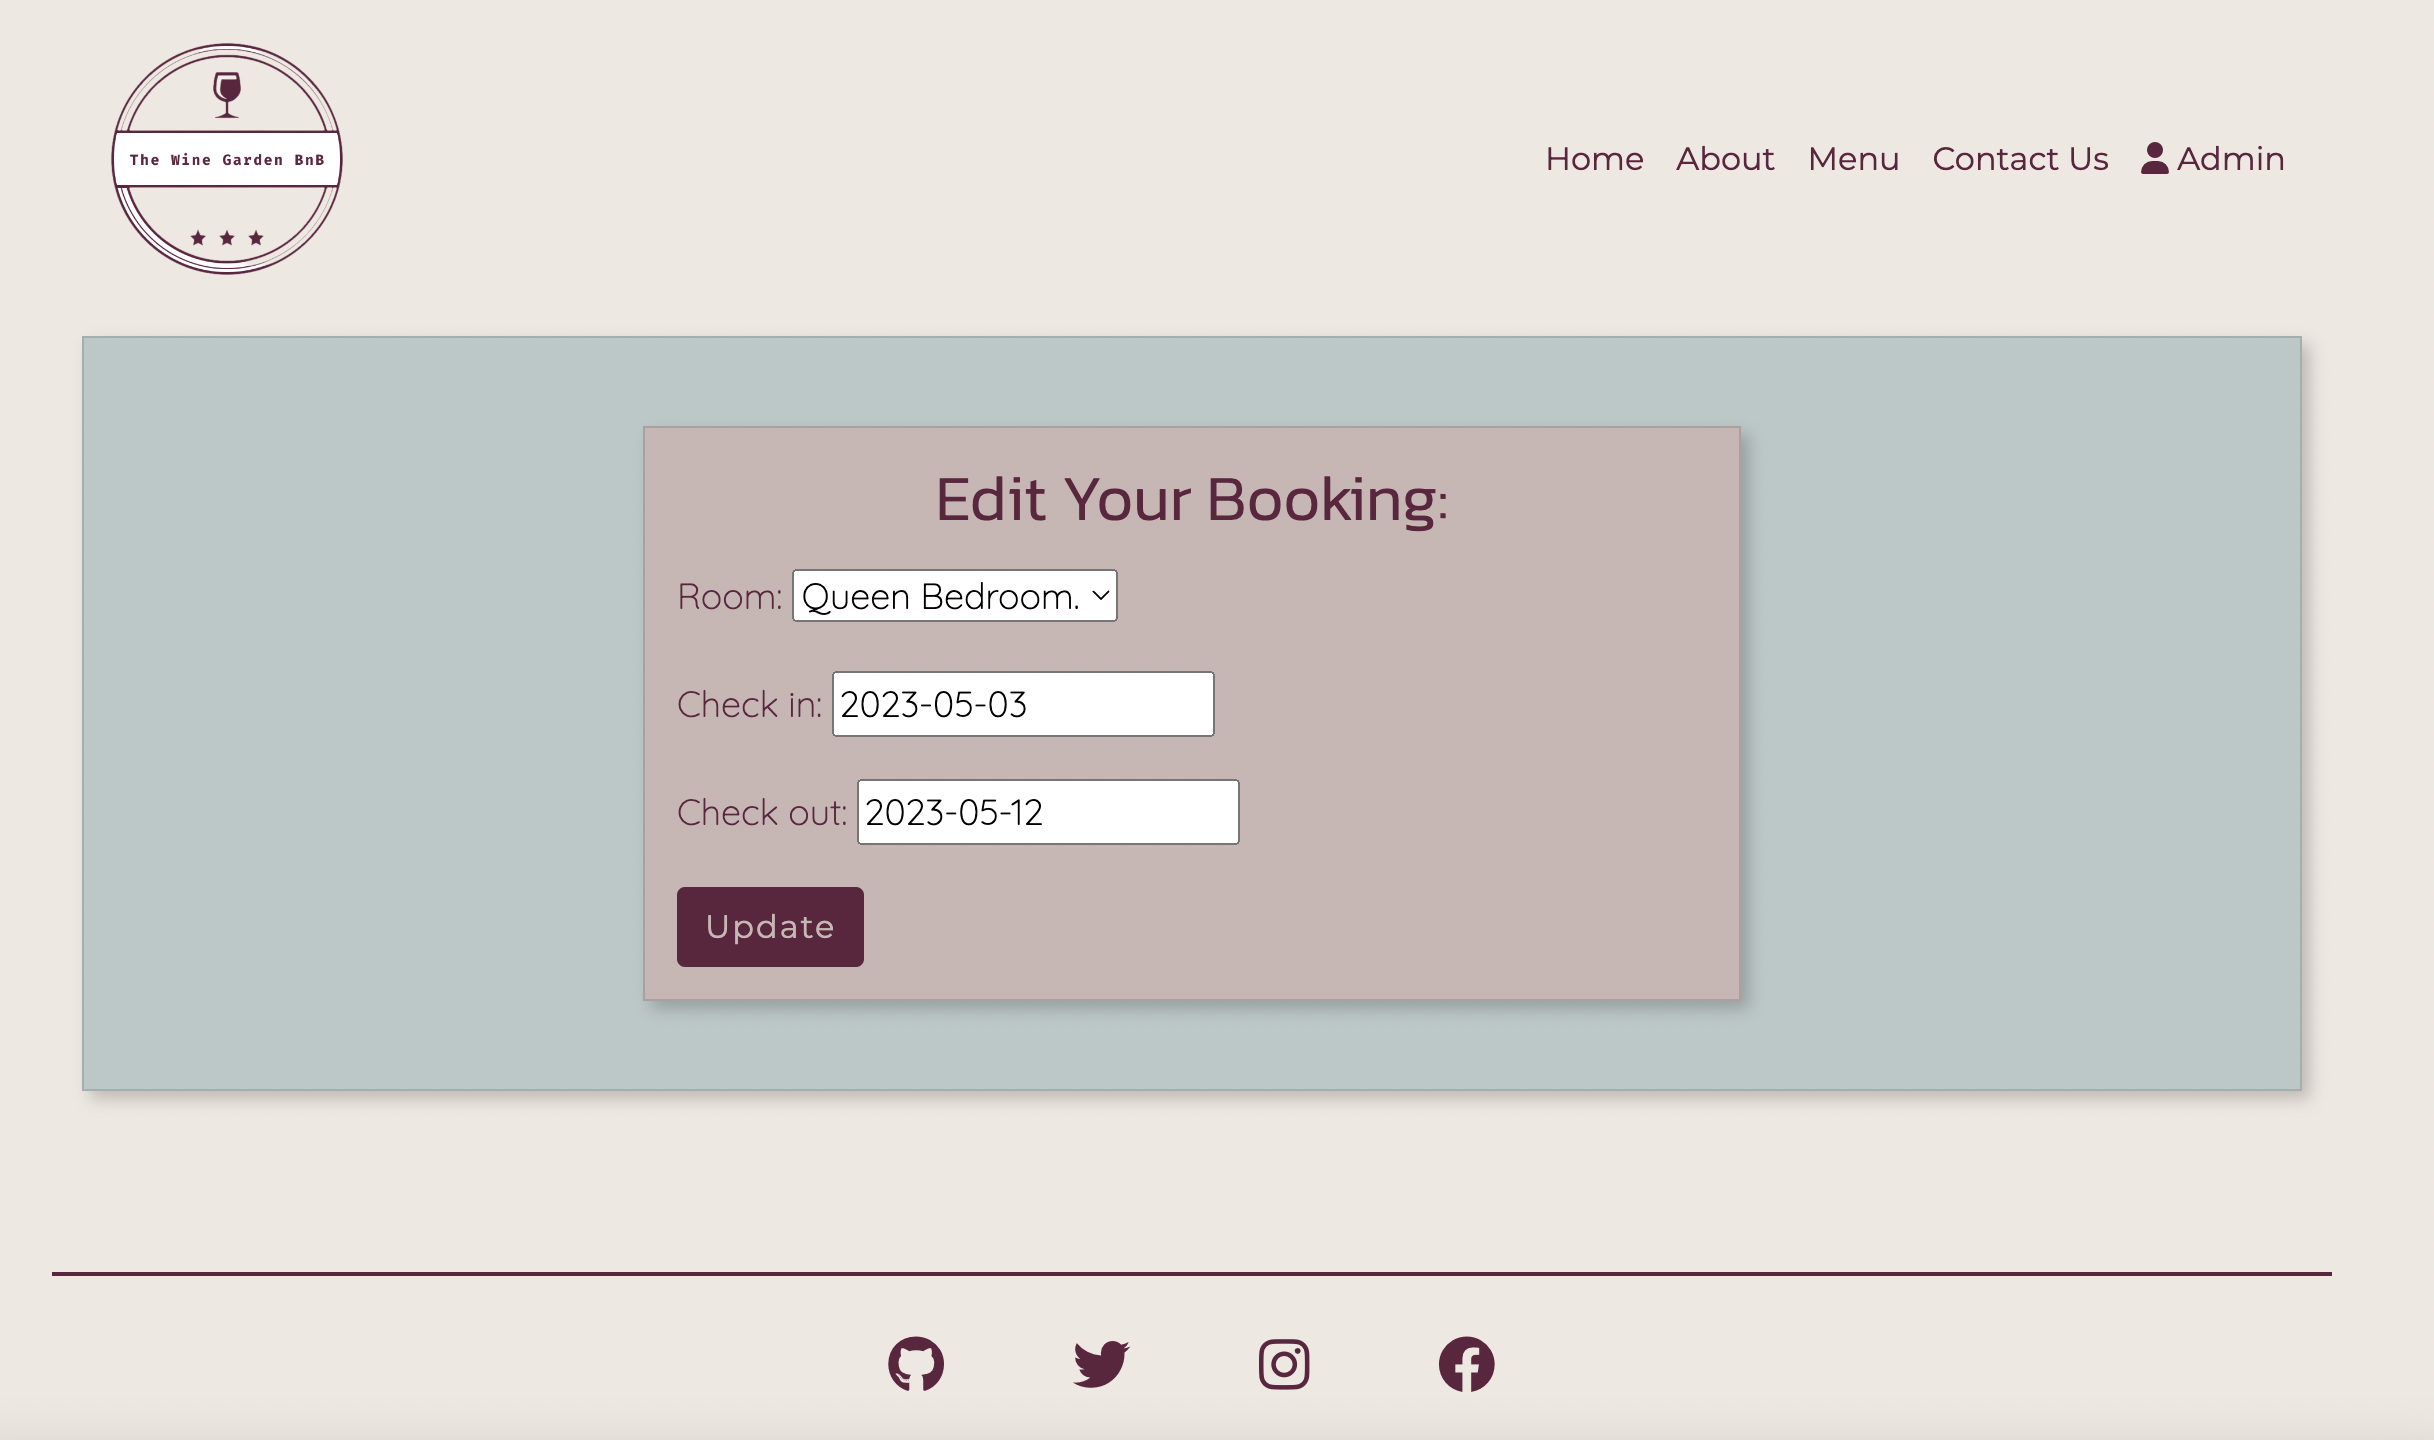 The Wine Garden BnB
Home About Menu Contact Us Admin
Edit Your Booking:
Room: Queen Bedroom.
Check in: 2023-05-03
Check out: 2023-05-12
Update